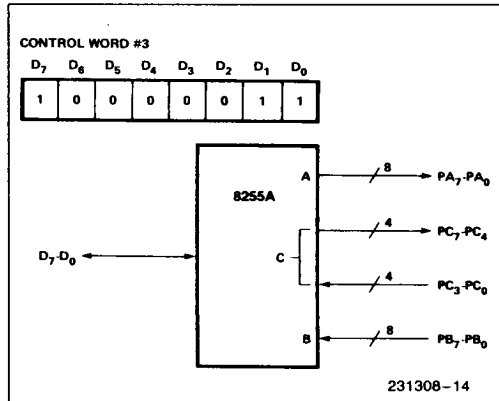 CONTROL WORD #3
D7 D6 D5 D4 D3 D2 D1 D0
1 0 0 0 0 0 1 1
8255A
A
8
PA7-PA0
4
PC7-PC4
C
D7-D0
4
PC3-PC0
B
8
PB7-PB0
231308-14